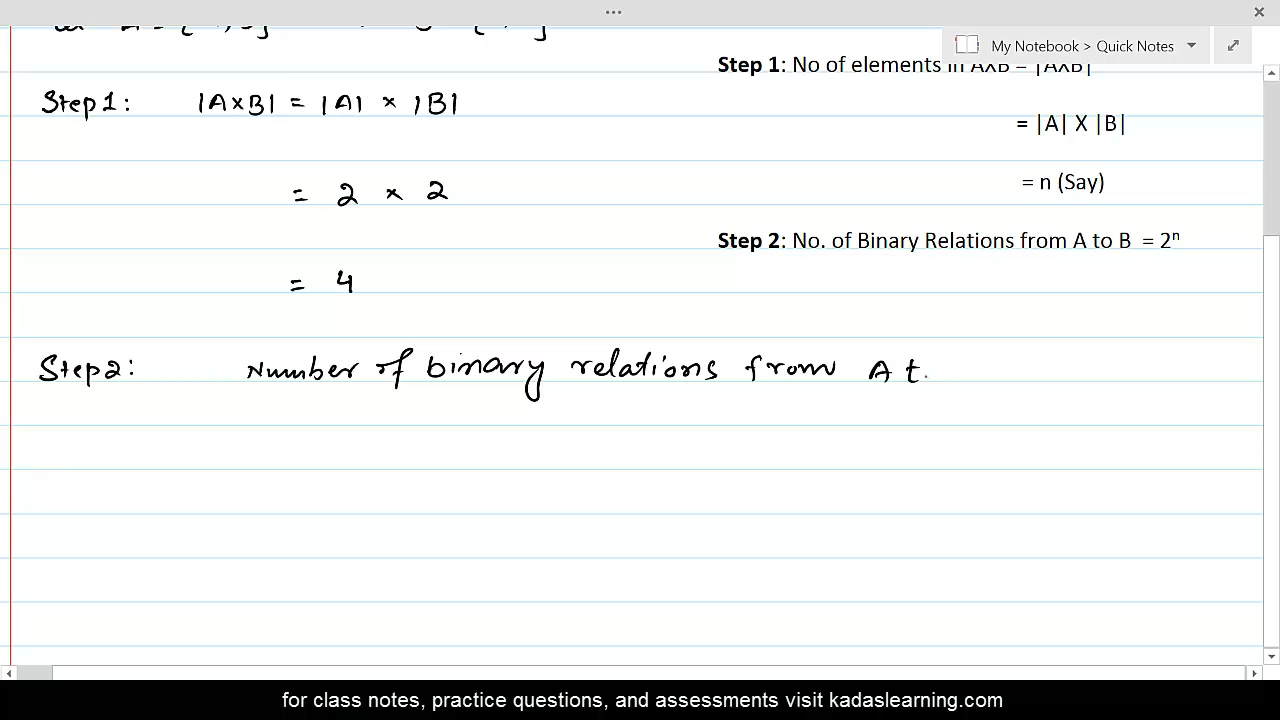 My Notebook > Quick Notes
Step 1: No of elements in AXB = |AXB|
Step 1: |A×B| = |A| × |B|
= |A| X |B|
= n (Say)
= 2 × 2
Step 2: No. of Binary Relations from A to B = 2ⁿ
= 4
Step 2: Number of binary relations from A t
for class notes, practice questions, and assessments visit kadaslearning.com